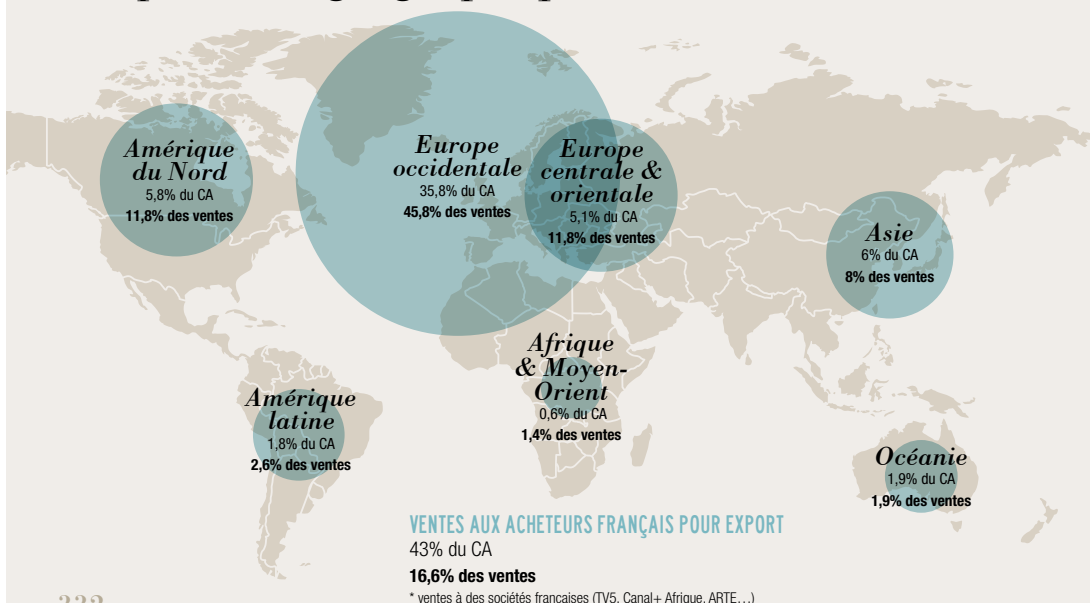 Amérique
du Nord
5,8% du CA
11,8% des ventes
Europe
occidentale
35,8% du CA
45,8% des ventes
Europe
centrale &
orientale
5,1% du CA
11,8% des ventes
Asie
6% du CA
8% des ventes
Afrique
& Moyen-
Orient
0,6% du CA
1,4% des ventes
Amérique
latine
1,8% du CA
2,6% des ventes
Océanie
1,9% du CA
1,9% des ventes
VENTES AUX ACHETEURS FRANÇAIS POUR EXPORT
43% du CA
16,6% des ventes
* ventes à des sociétés françaises (TV5, Canal+ Afrique, ARTE…)